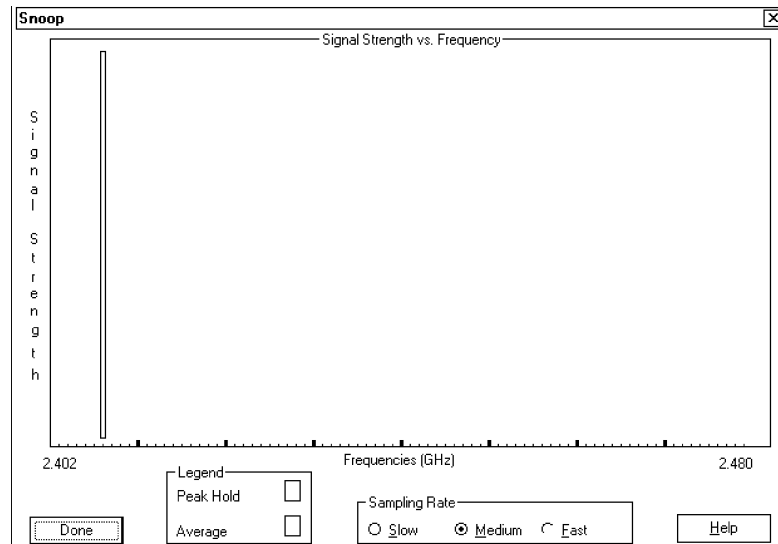 Snoop
Signal Strength vs. Frequency
Signal Strength
2.402
Frequencies (GHz)
2.480
Legend
Peak Hold
Average
Sampling Rate
Slow
Medium
Fast
Done
Help